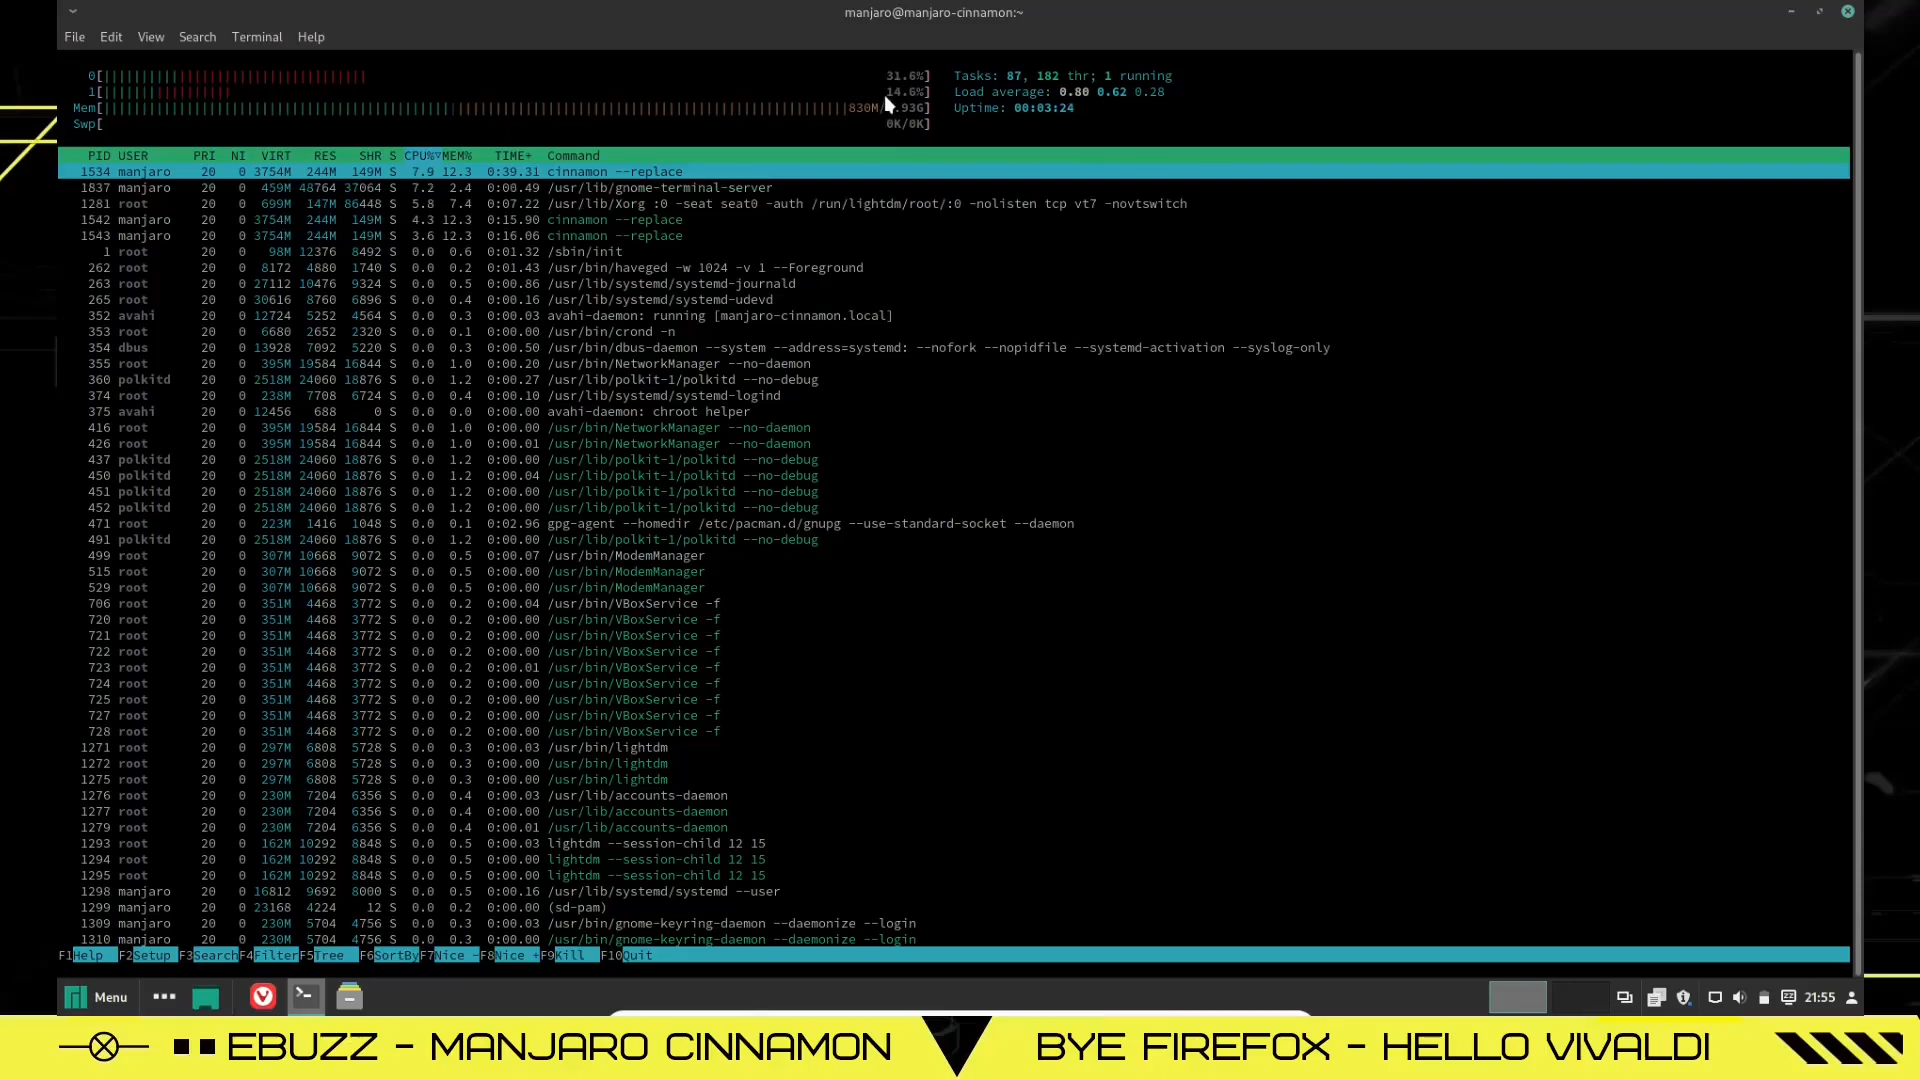 manjaro@manjaro-cinnamon:~
File Edit View Search Terminal Help
0[ 31.6%] Tasks: 87, 182 thr; 1 running
1[ 14.6%] Load average: 0.80 0.62 0.28
Mem[ 830M/ .93G] Uptime: 00:03:24
Swp[ 0K/0K]
PID USER PRI NI VIRT RES SHR S CPU%▽MEM% TIME+ Command
1534 manjaro 20 0 3754M 244M 149M S 7.9 12.3 0:39.31 cinnamon --replace
1837 manjaro 20 0 459M 48764 37064 S 7.2 2.4 0:00.49 /usr/lib/gnome-terminal-server
1281 root 20 0 699M 147M 86448 S 5.8 7.4 0:07.22 /usr/lib/Xorg :0 -seat seat0 -auth /run/lightdm/root/:0 -nolisten tcp vt7 -novtswitch
1542 manjaro 20 0 3754M 244M 149M S 4.3 12.3 0:15.90 cinnamon --replace
1543 manjaro 20 0 3754M 244M 149M S 3.6 12.3 0:16.06 cinnamon --replace
1 root 20 0 98M 12376 8492 S 0.0 0.6 0:01.32 /sbin/init
262 root 20 0 8172 4880 1740 S 0.0 0.2 0:01.43 /usr/bin/haveged -w 1024 -v 1 --Foreground
263 root 20 0 27112 10476 9324 S 0.0 0.5 0:00.86 /usr/lib/systemd/systemd-journald
265 root 20 0 30616 8760 6896 S 0.0 0.4 0:00.16 /usr/lib/systemd/systemd-udevd
352 avahi 20 0 12724 5252 4564 S 0.0 0.3 0:00.03 avahi-daemon: running [manjaro-cinnamon.local]
353 root 20 0 6680 2652 2320 S 0.0 0.1 0:00.00 /usr/bin/crond -n
354 dbus 20 0 13928 7092 5220 S 0.0 0.3 0:00.50 /usr/bin/dbus-daemon --system --address=systemd: --nofork --nopidfile --systemd-activation --syslog-only
355 root 20 0 395M 19584 16844 S 0.0 1.0 0:00.20 /usr/bin/NetworkManager --no-daemon
360 polkitd 20 0 2518M 24060 18876 S 0.0 1.2 0:00.27 /usr/lib/polkit-1/polkitd --no-debug
374 root 20 0 238M 7708 6724 S 0.0 0.4 0:00.10 /usr/lib/systemd/systemd-logind
375 avahi 20 0 12456 688 0 S 0.0 0.0 0:00.00 avahi-daemon: chroot helper
416 root 20 0 395M 19584 16844 S 0.0 1.0 0:00.00 /usr/bin/NetworkManager --no-daemon
426 root 20 0 395M 19584 16844 S 0.0 1.0 0:00.01 /usr/bin/NetworkManager --no-daemon
437 polkitd 20 0 2518M 24060 18876 S 0.0 1.2 0:00.00 /usr/lib/polkit-1/polkitd --no-debug
450 polkitd 20 0 2518M 24060 18876 S 0.0 1.2 0:00.04 /usr/lib/polkit-1/polkitd --no-debug
451 polkitd 20 0 2518M 24060 18876 S 0.0 1.2 0:00.00 /usr/lib/polkit-1/polkitd --no-debug
452 polkitd 20 0 2518M 24060 18876 S 0.0 1.2 0:00.00 /usr/lib/polkit-1/polkitd --no-debug
471 root 20 0 223M 1416 1048 S 0.0 0.1 0:02.96 gpg-agent --homedir /etc/pacman.d/gnupg --use-standard-socket --daemon
491 polkitd 20 0 2518M 24060 18876 S 0.0 1.2 0:00.00 /usr/lib/polkit-1/polkitd --no-debug
499 root 20 0 307M 10668 9072 S 0.0 0.5 0:00.07 /usr/bin/ModemManager
515 root 20 0 307M 10668 9072 S 0.0 0.5 0:00.00 /usr/bin/ModemManager
529 root 20 0 307M 10668 9072 S 0.0 0.5 0:00.00 /usr/bin/ModemManager
706 root 20 0 351M 4468 3772 S 0.0 0.2 0:00.04 /usr/bin/VBoxService -f
720 root 20 0 351M 4468 3772 S 0.0 0.2 0:00.00 /usr/bin/VBoxService -f
721 root 20 0 351M 4468 3772 S 0.0 0.2 0:00.00 /usr/bin/VBoxService -f
722 root 20 0 351M 4468 3772 S 0.0 0.2 0:00.00 /usr/bin/VBoxService -f
723 root 20 0 351M 4468 3772 S 0.0 0.2 0:00.01 /usr/bin/VBoxService -f
724 root 20 0 351M 4468 3772 S 0.0 0.2 0:00.00 /usr/bin/VBoxService -f
725 root 20 0 351M 4468 3772 S 0.0 0.2 0:00.00 /usr/bin/VBoxService -f
727 root 20 0 351M 4468 3772 S 0.0 0.2 0:00.00 /usr/bin/VBoxService -f
728 root 20 0 351M 4468 3772 S 0.0 0.2 0:00.00 /usr/bin/VBoxService -f
1271 root 20 0 297M 6808 5728 S 0.0 0.3 0:00.03 /usr/bin/lightdm
1272 root 20 0 297M 6808 5728 S 0.0 0.3 0:00.00 /usr/bin/lightdm
1275 root 20 0 297M 6808 5728 S 0.0 0.3 0:00.00 /usr/bin/lightdm
1276 root 20 0 230M 7204 6356 S 0.0 0.4 0:00.03 /usr/lib/accounts-daemon
1277 root 20 0 230M 7204 6356 S 0.0 0.4 0:00.00 /usr/lib/accounts-daemon
1279 root 20 0 230M 7204 6356 S 0.0 0.4 0:00.01 /usr/lib/accounts-daemon
1293 root 20 0 162M 10292 8848 S 0.0 0.5 0:00.03 lightdm --session-child 12 15
1294 root 20 0 162M 10292 8848 S 0.0 0.5 0:00.00 lightdm --session-child 12 15
1295 root 20 0 162M 10292 8848 S 0.0 0.5 0:00.00 lightdm --session-child 12 15
1298 manjaro 20 0 16812 9692 8000 S 0.0 0.5 0:00.16 /usr/lib/systemd/systemd --user
1299 manjaro 20 0 23168 4224 12 S 0.0 0.2 0:00.00 (sd-pam)
1309 manjaro 20 0 230M 5704 4756 S 0.0 0.3 0:00.03 /usr/bin/gnome-keyring-daemon --daemonize --login
1310 manjaro 20 0 230M 5704 4756 S 0.0 0.3 0:00.00 /usr/bin/gnome-keyring-daemon --daemonize --login
F1Help F2Setup F3SearchF4FilterF5Tree F6SortByF7Nice -F8Nice +F9Kill F10Quit
Menu 21:55
EBUZZ - MANJARO CINNAMON BYE FIREFOX - HELLO VIVALDI